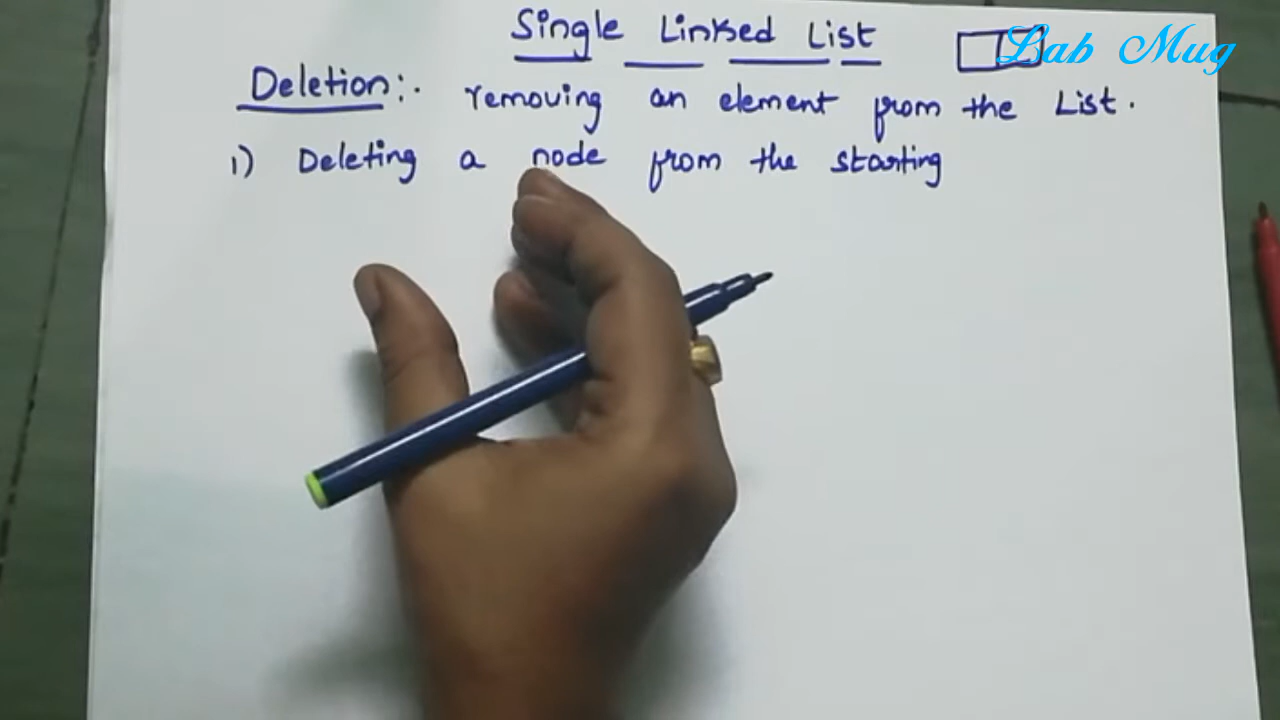 Single Linked List
Lab Mug
Deletion:- removing an element from the List.
1) Deleting a node from the starting